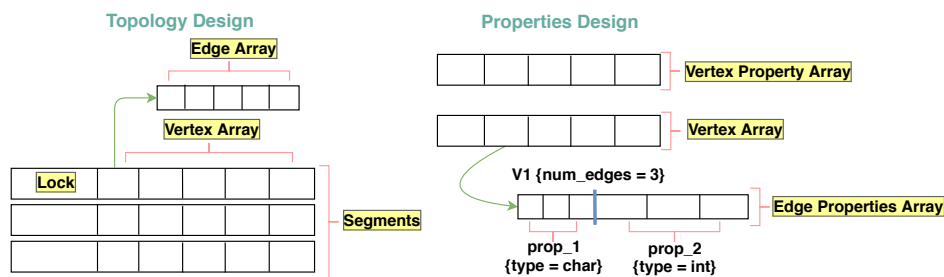 Topology Design
Edge Array
Vertex Array
Lock
Segments
Properties Design
Vertex Property Array
Vertex Array
V1 {num_edges = 3}
Edge Properties Array
prop_1
{type = char}
prop_2
{type = int}